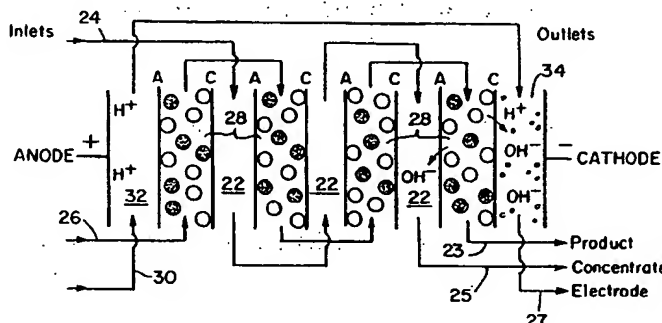 Inlets 24 Outlets
34
A C A C A C A C
H⁺ 28 28 H⁺
ANODE + OH⁻ OH⁻ − CATHODE
H⁺ 32 22 22 22 OH⁻
26
23 Product
30 25 Concentrate
27 Electrode